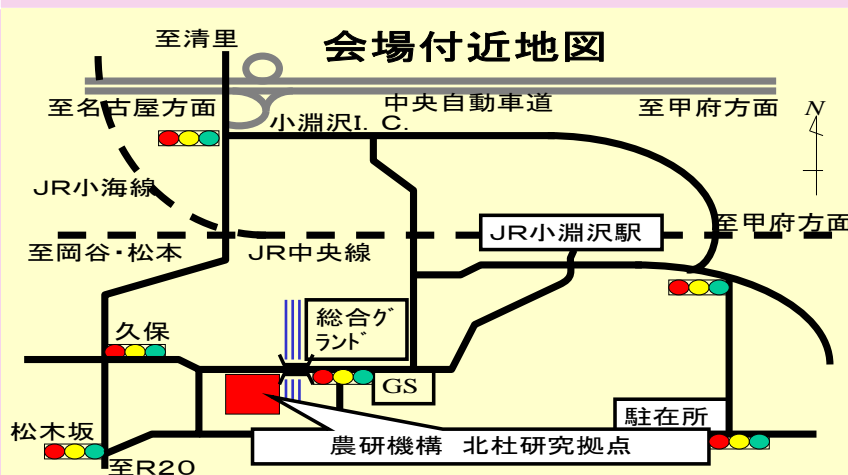 至清里
会場付近地図
至名古屋方面
中央自動車道
至甲府方面
N
小淵沢I. C.
JR小海線
JR小淵沢駅
至甲府方面
至岡谷・松本
JR中央線
総合グ
ランド
久保
GS
駐在所
松木坂
農研機構 北杜研究拠点
至R20